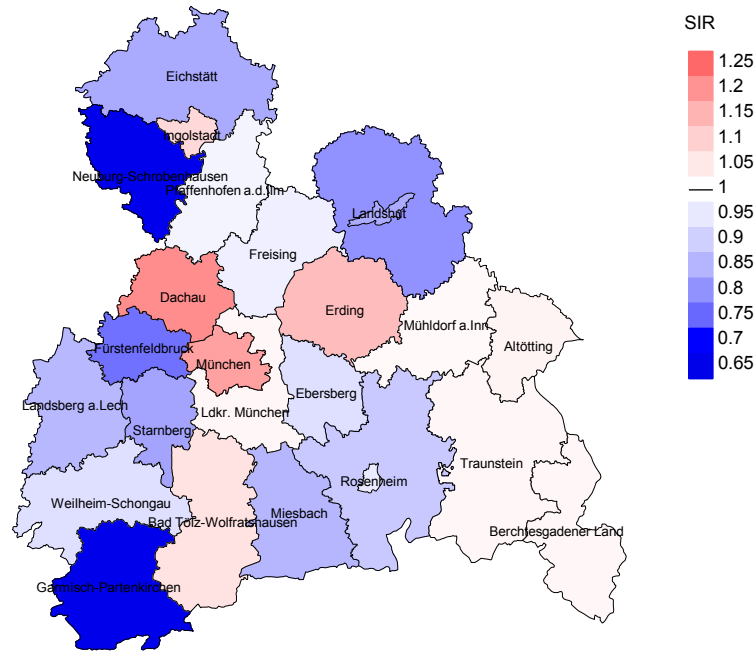 SIR
1.25
1.2
1.15
1.1
1.05
1
0.95
0.9
0.85
0.8
0.75
0.7
0.65
Eichstätt
Ingolstadt
Neuburg-Schrobenhausen
Pfaffenhofen a.d.Ilm
Landshut
Freising
Dachau
Erding
Mühldorf a.Inn
Altötting
Fürstenfeldbruck
München
Ebersberg
Landsberg a.Lech
Ldkr. München
Starnberg
Traunstein
Rosenheim
Weilheim-Schongau
Miesbach
Bad Tölz-Wolfratshausen
Berchtesgadener Land
Garmisch-Partenkirchen